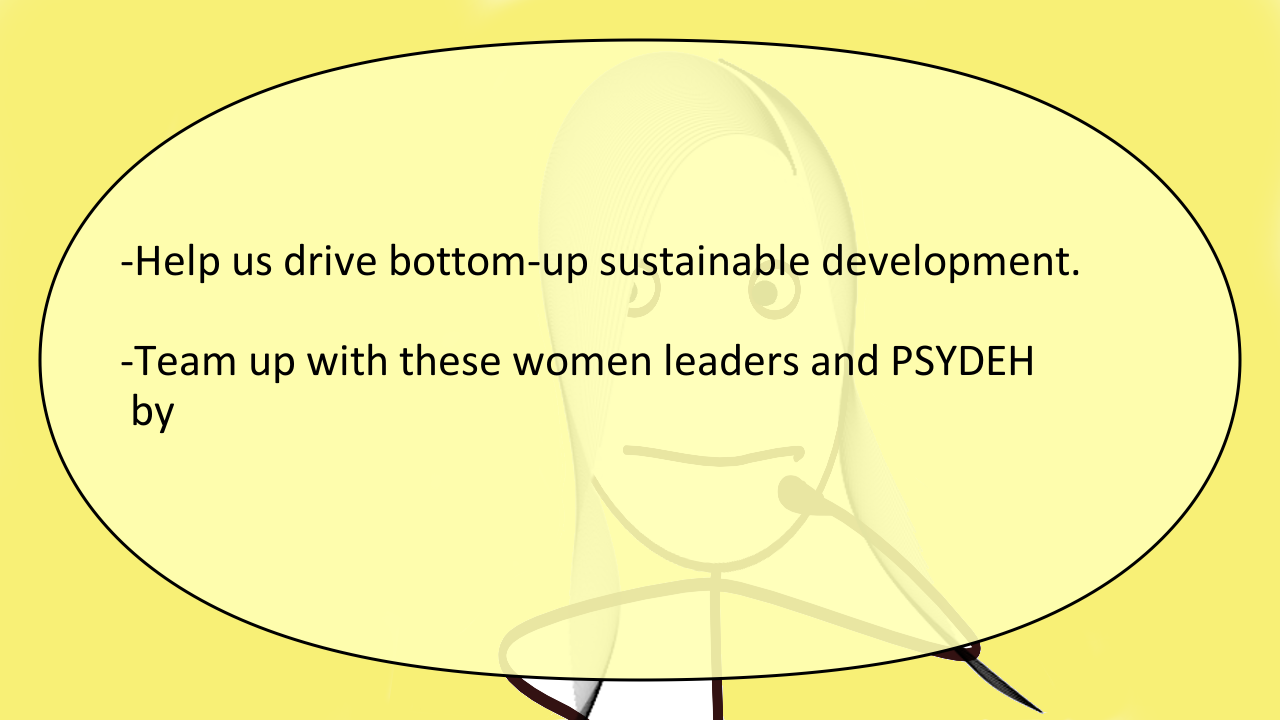 -Help us drive bottom-up sustainable development.
-Team up with these women leaders and PSYDEH
by